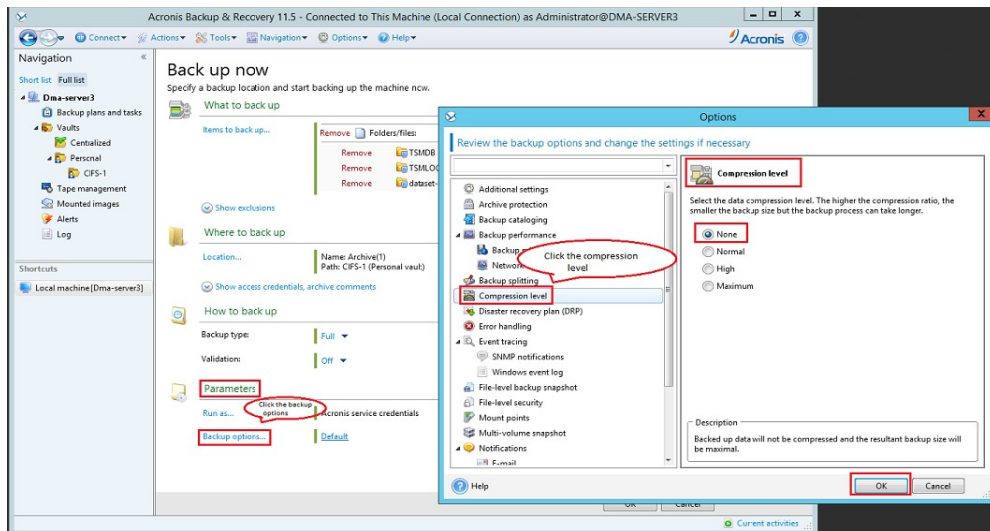 Acronis Backup & Recovery 11.5 - Connected to This Machine (Local Connection) as Administrator@DMA-SERVER3
Connect Actions Tools Navigation Options Help Acronis
Navigation
Short list Full list
Dma-server3
Backup plans and tasks
Vaults
Centralized
Personal
CIFS-1
Tape management
Mounted images
Alerts
Log
Shortcuts
Local machine [Dma-server3]
Back up now
Specify a backup location and start backing up the machine now.
What to back up
Items to back up...
Remove Folders/files:
Remove TSMDB
Remove TSMLOG
Remove dataset-
Show exclusions
Where to back up
Location...
Name: Archive(1)
Path: CIFS-1 (Personal vault)
Show access credentials, archive comments
How to back up
Backup type: Full
Validation: Off
Parameters
Click the backup
options
Run as... Acronis service credentials
Backup options... Default
OK Cancel
Current activities
Options
Review the backup options and change the settings if necessary
Additional settings
Archive protection
Backup cataloging
Backup performance
Backup
Network
Click the compression
level
Backup splitting
Compression level
Disaster recovery plan (DRP)
Error handling
Event tracing
SNMP notifications
Windows event log
File-level backup snapshot
File-level security
Mount points
Multi-volume snapshot
Notifications
E-mail
Compression level
Select the data compression level. The higher the compression ratio, the
smaller the backup size but the backup process can take longer.
None
Normal
High
Maximum
Description
Backed up data will not be compressed and the resultant backup size will
be maximal.
Help
OK Cancel